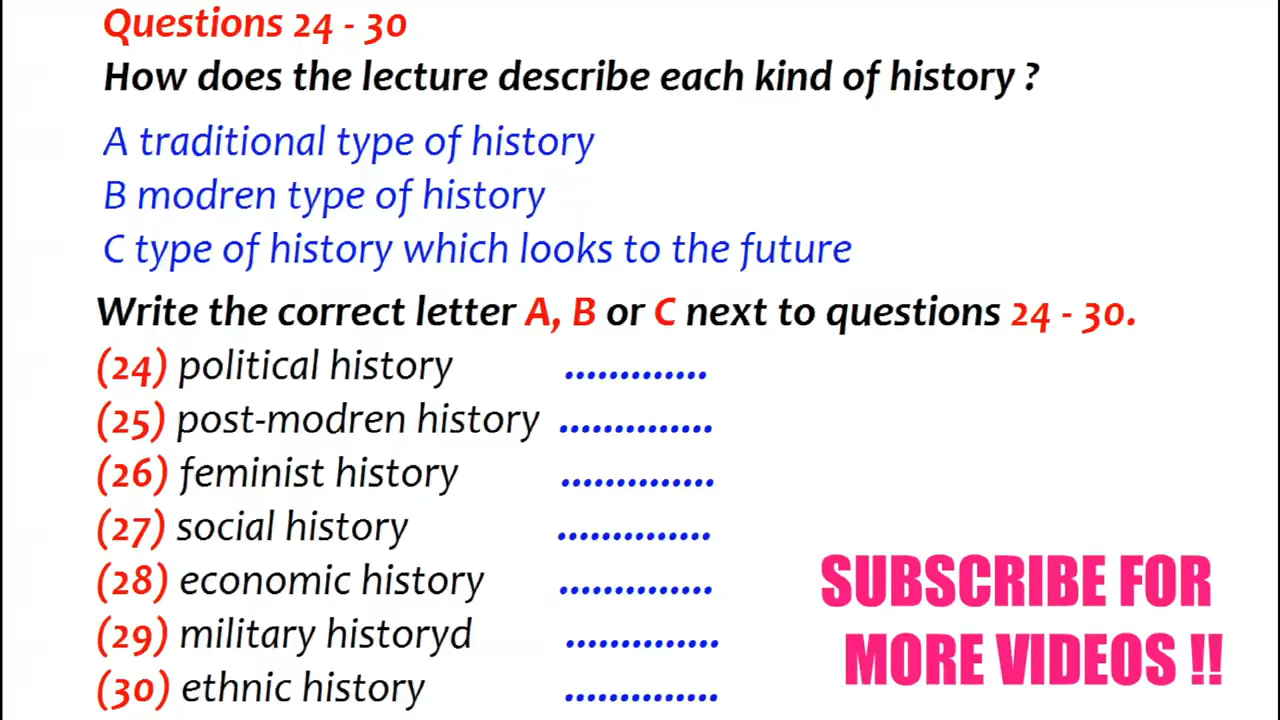 Questions 24 - 30
How does the lecture describe each kind of history ?
A traditional type of history
B modren type of history
C type of history which looks to the future
Write the correct letter A, B or C next to questions 24 - 30.
(24) political history .............
(25) post-modren history ..............
(26) feminist history ..............
(27) social history ..............
(28) economic history ..............
(29) military historyd ..............
(30) ethnic history ..............
SUBSCRIBE FOR
MORE VIDEOS !!